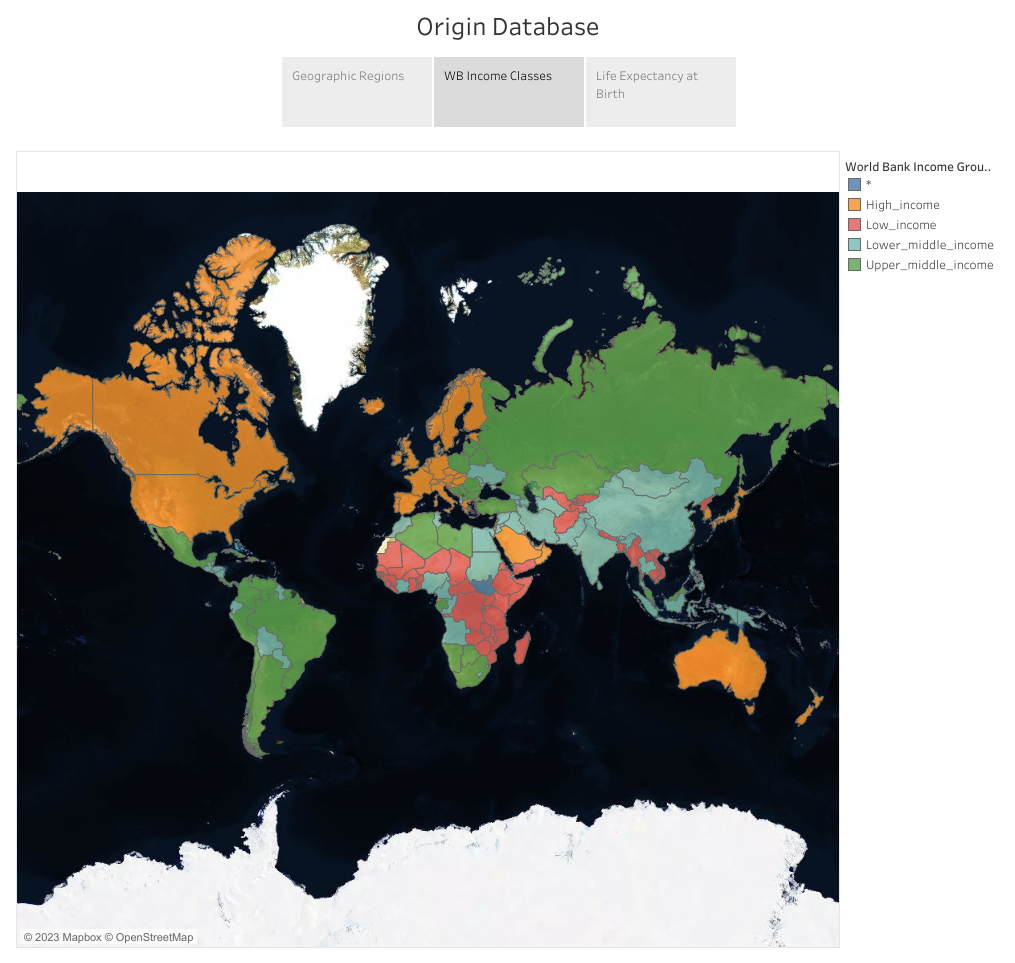 Origin Database
Geographic Regions
WB Income Classes
Life Expectancy at
Birth
World Bank Income Grou..
*
High_income
Low_income
Lower_middle_income
Upper_middle_income
© 2023 Mapbox © OpenStreetMap